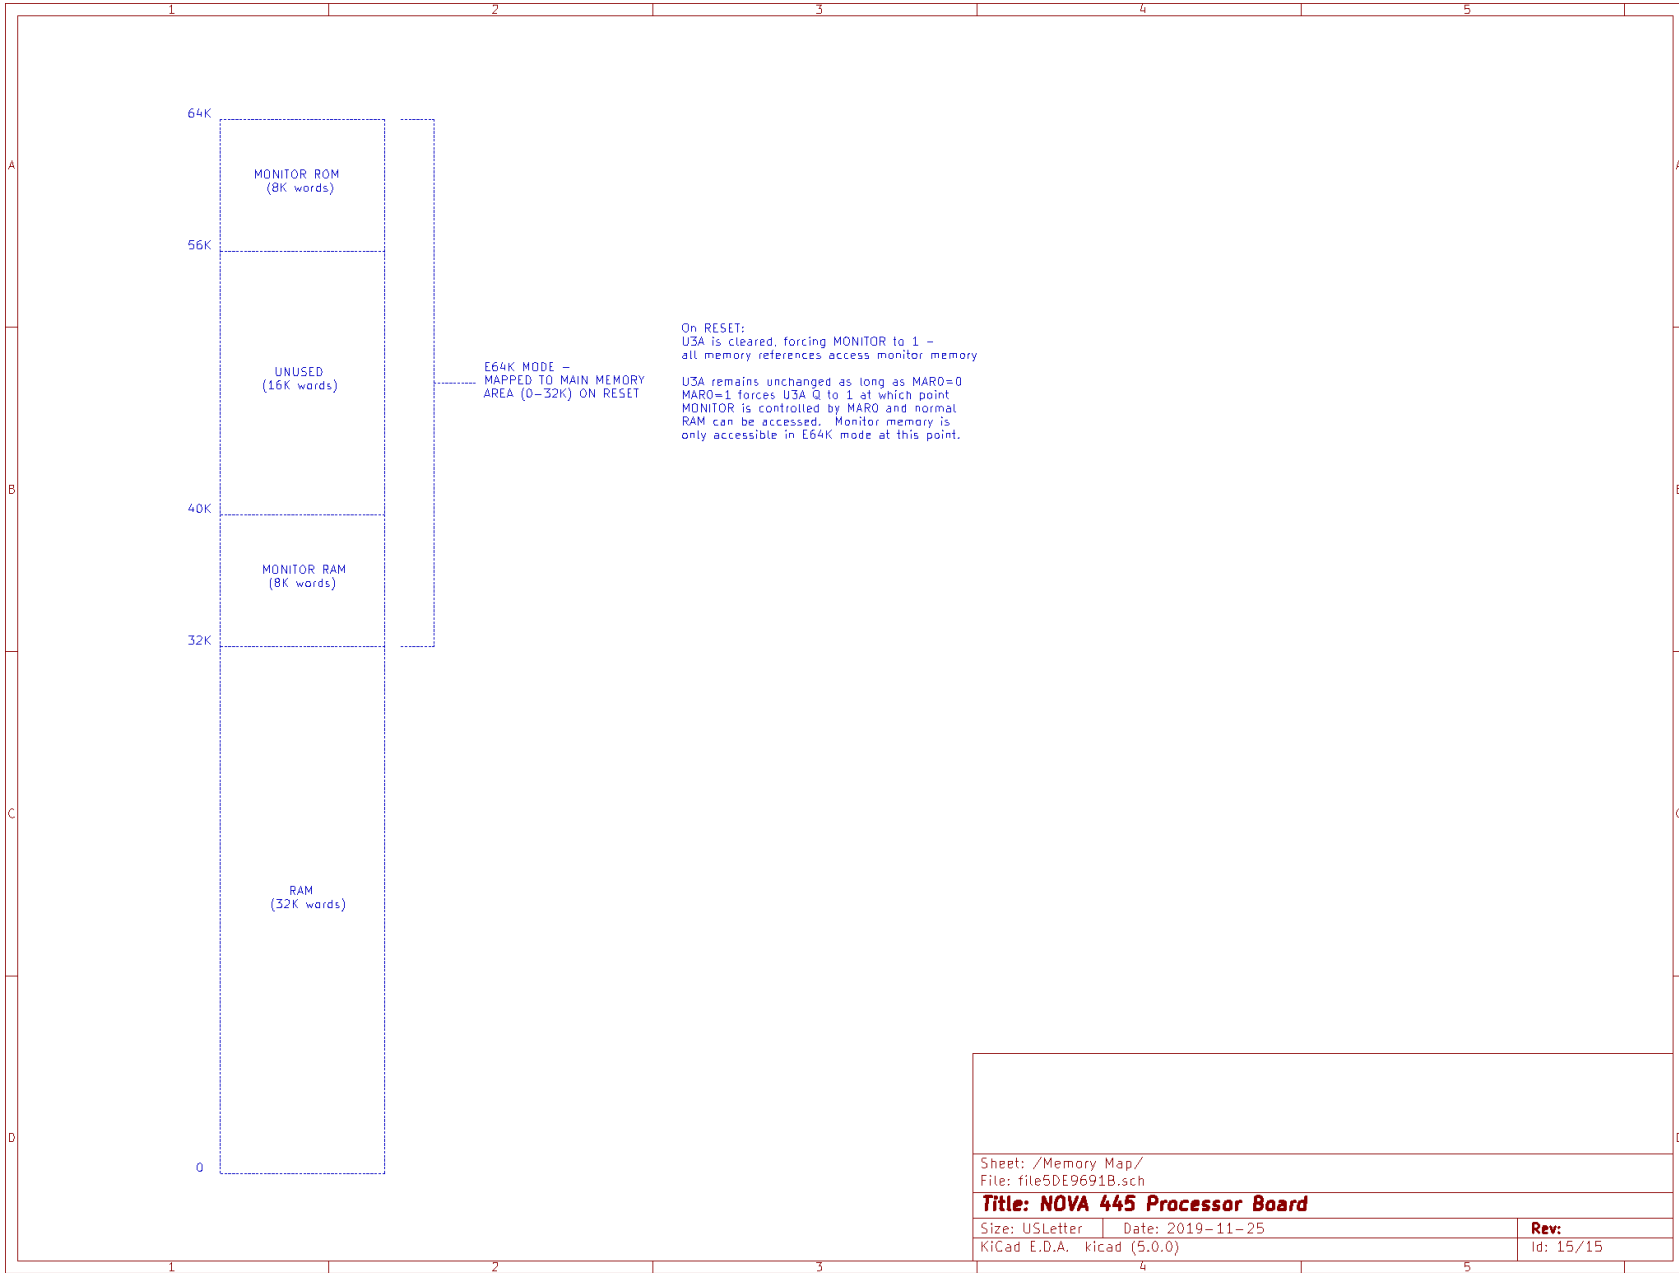 1 2 3 4 5
64K
A
MONITOR ROM
(8K words)
56K
On RESET:
U3A is cleared, forcing MONITOR to 1 –
all memory references access monitor memory
UNUSED
(16K words)
E64K MODE –
MAPPED TO MAIN MEMORY
AREA (0–32K) ON RESET
U3A remains unchanged as long as MAR0=0
MAR0=1 forces U3A Q to 1 at which point
MONITOR is controlled by MAR0 and normal
RAM can be accessed.  Monitor memory is
only accessible in E64K mode at this point.
B
40K
MONITOR RAM
(8K words)
32K
C
RAM
(32K words)
D
0
Sheet: /Memory Map/
File: file5DE9691B.sch
Title: NOVA 445 Processor Board
Size: USLetter Date: 2019–11–25 Rev:
KiCad E.D.A.  kicad (5.0.0) Id: 15/15
1 2 3 4 5